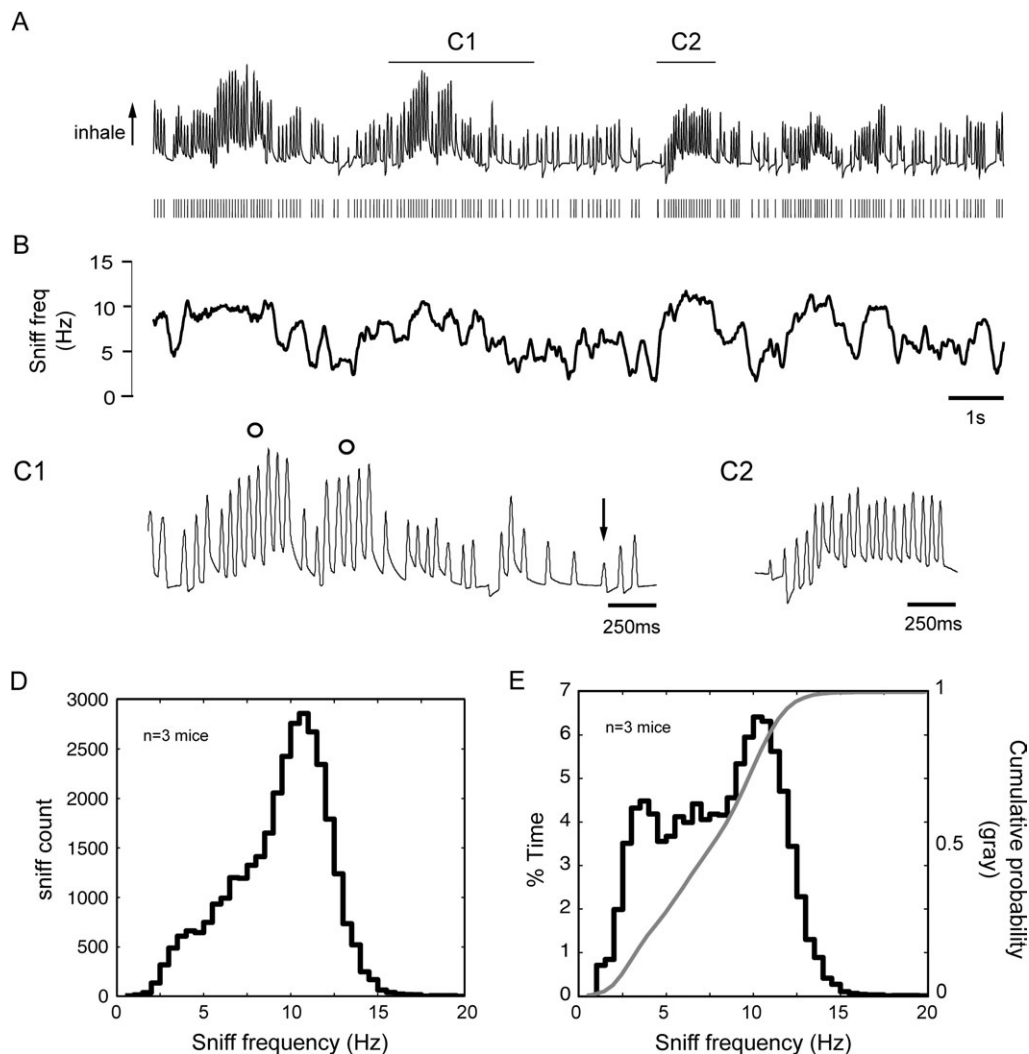 A
C1
C2
inhale
B
15
10
5
0
Sniff freq
(Hz)
1s
C1
C2
250ms
250ms
D
3000
2500
2000
1500
1000
500
0
sniff count
n=3 mice
0
5
10
15
20
Sniff frequency (Hz)
E
7
6
5
4
3
2
1
0
% Time
n=3 mice
1
0.5
0
Cumulative probability
(gray)
0
5
10
15
20
Sniff frequency (Hz)